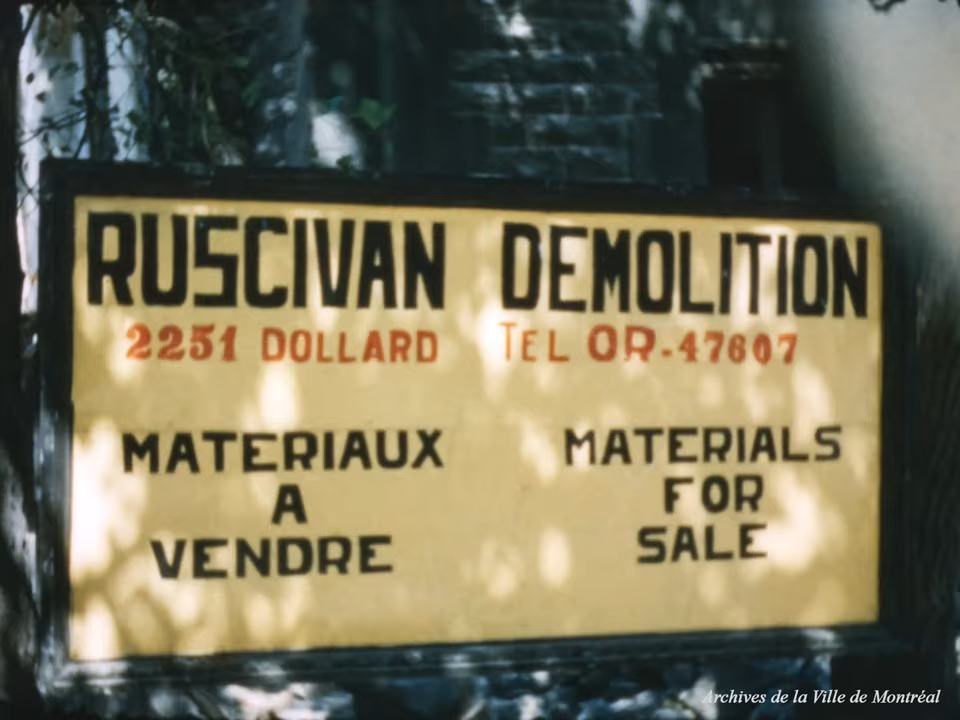 RUSCIVAN DEMOLITION
2251 DOLLARD TEL OR-47607
MATERIAUX
A
VENDRE
MATERIALS
FOR
SALE
Archives de la Ville de Montréal